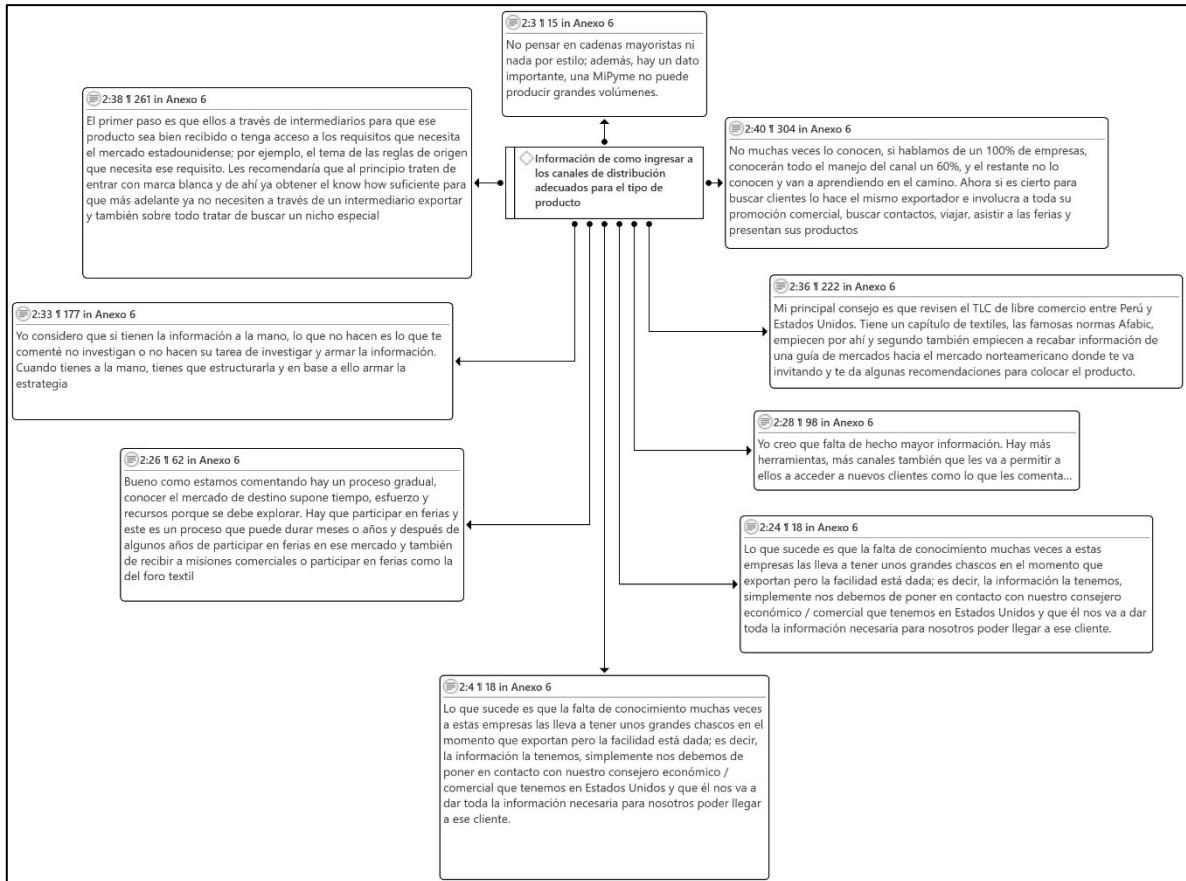 2:3 ¶ 15 in Anexo 6
No pensar en cadenas mayoristas ni
nada por estilo; además, hay un dato
importante, una MiPyme no puede
producir grandes volúmenes.
2:38 ¶ 261 in Anexo 6
El primer paso es que ellos a través de intermediarios para que ese
producto sea bien recibido o tenga acceso a los requisitos que necesita
el mercado estadounidense; por ejemplo, el tema de las reglas de origen
que necesita ese requisito. Les recomendaría que al principio traten de
entrar con marca blanca y de ahí ya obtener el know how suficiente para
que más adelante ya no necesiten a través de un intermediario exportar
y también sobre todo tratar de buscar un nicho especial
Información de como ingresar a
los canales de distribución
adecuados para el tipo de
producto
2:40 ¶ 304 in Anexo 6
No muchas veces lo conocen, si hablamos de un 100% de empresas,
conocerán todo el manejo del canal un 60%, y el restante no lo
conocen y van a aprendiendo en el camino. Ahora si es cierto para
buscar clientes lo hace el mismo exportador e involucra a toda su
promoción comercial, buscar contactos, viajar, asistir a las ferias y
presentan sus productos
2:36 ¶ 222 in Anexo 6
Mi principal consejo es que revisen el TLC de libre comercio entre Perú y
Estados Unidos. Tiene un capítulo de textiles, las famosas normas Afabic,
empiecen por ahí y segundo también empiecen a recabar información de
una guía de mercados hacia el mercado norteamericano donde te va
invitando y te da algunas recomendaciones para colocar el producto.
2:33 ¶ 177 in Anexo 6
Yo considero que si tienen la información a la mano, lo que no hacen es lo que te
comenté no investigan o no hacen su tarea de investigar y armar la información.
Cuando tienes a la mano, tienes que estructurarla y en base a ello armar la
estrategia
2:28 ¶ 98 in Anexo 6
Yo creo que falta de hecho mayor información. Hay más
herramientas, más canales también que les va a permitir a
ellos a acceder a nuevos clientes como lo que les comenta...
2:26 ¶ 62 in Anexo 6
Bueno como estamos comentando hay un proceso gradual,
conocer el mercado de destino supone tiempo, esfuerzo y
recursos porque se debe explorar. Hay que participar en ferias y
este es un proceso que puede durar meses o años y después de
algunos años de participar en ferias en ese mercado y también
de recibir a misiones comerciales o participar en ferias como la
del foro textil
2:24 ¶ 18 in Anexo 6
Lo que sucede es que la falta de conocimiento muchas veces a estas
empresas las lleva a tener unos grandes chascos en el momento que
exportan pero la facilidad está dada; es decir, la información la tenemos,
simplemente nos debemos de poner en contacto con nuestro consejero
económico / comercial que tenemos en Estados Unidos y que él nos va a dar
toda la información necesaria para nosotros poder llegar a ese cliente.
2:4 ¶ 18 in Anexo 6
Lo que sucede es que la falta de conocimiento muchas veces
a estas empresas las lleva a tener unos grandes chascos en el
momento que exportan pero la facilidad está dada; es decir,
la información la tenemos, simplemente nos debemos de
poner en contacto con nuestro consejero económico /
comercial que tenemos en Estados Unidos y que él nos va a
dar toda la información necesaria para nosotros poder llegar
a ese cliente.